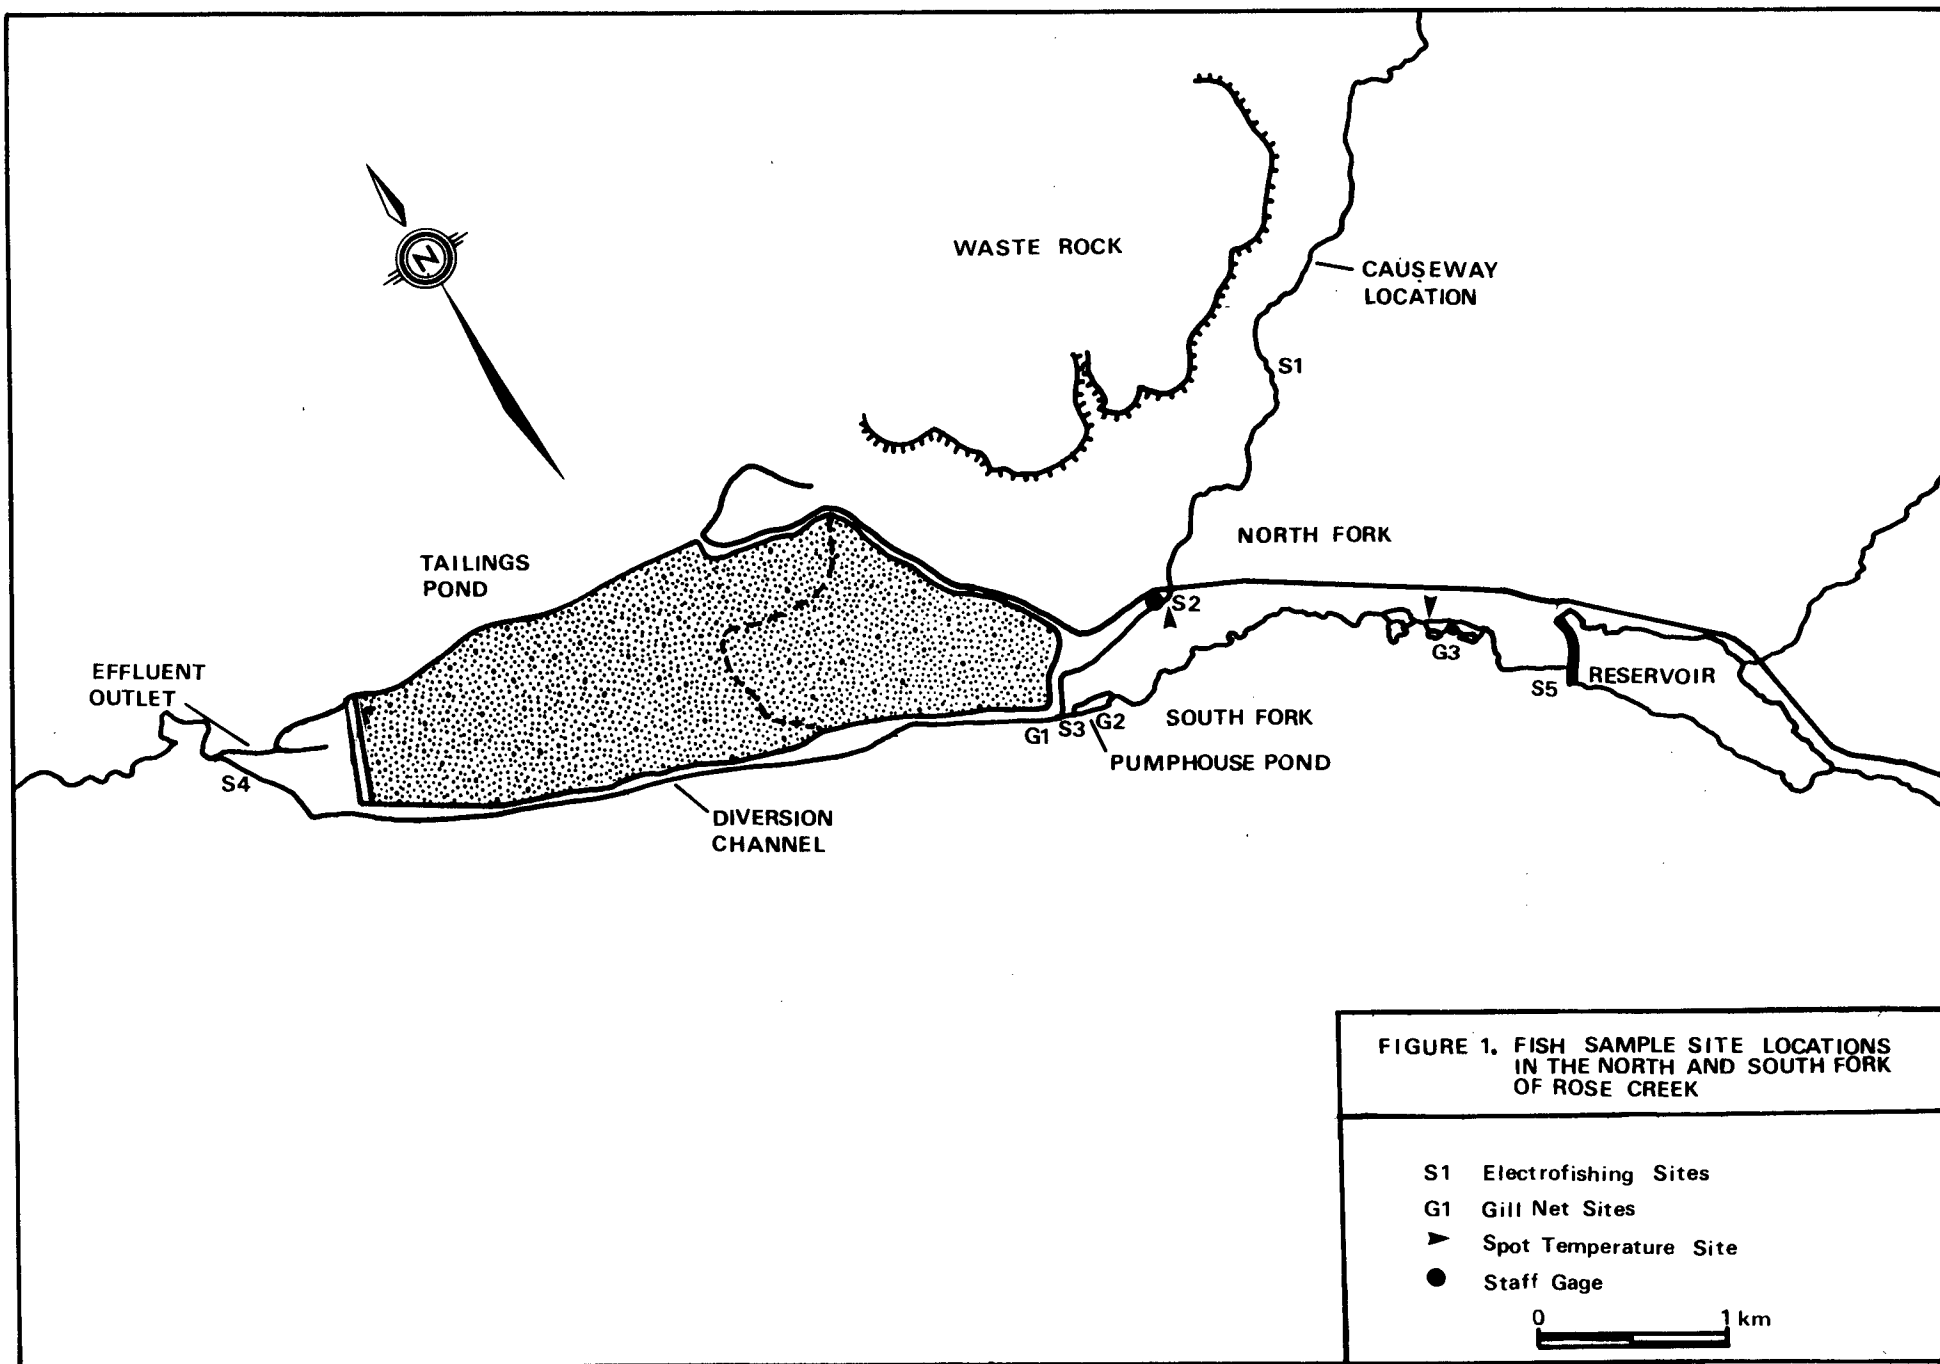 WASTE ROCK
CAUSEWAY
LOCATION
N
S1
NORTH FORK
TAILINGS
POND
S2
G3
EFFLUENT
OUTLET
RESERVOIR
S5
G2
SOUTH FORK
G1
S3
PUMPHOUSE POND
S4
DIVERSION
CHANNEL
FIGURE 1. FISH SAMPLE SITE LOCATIONS
IN THE NORTH AND SOUTH FORK
OF ROSE CREEK
S1 Electrofishing Sites
G1 Gill Net Sites
Spot Temperature Site
Staff Gage
0 1 km